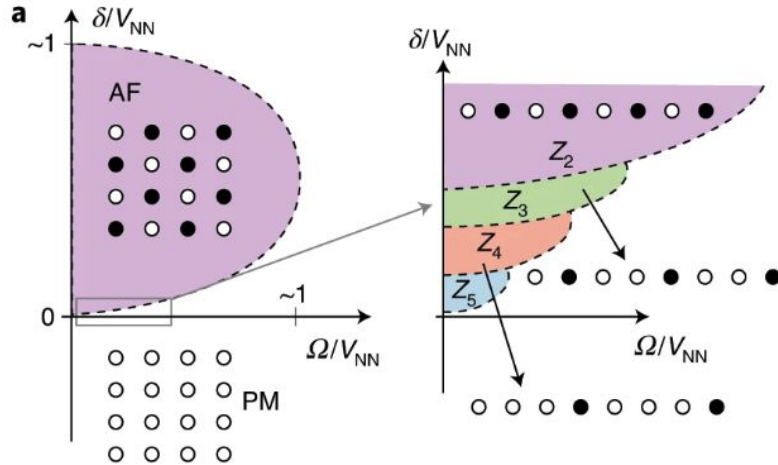 a
δ/V_NN
~1
AF
0
~1
Ω/V_NN
PM
δ/V_NN
Z_2
Z_3
Z_4
Z_5
Ω/V_NN